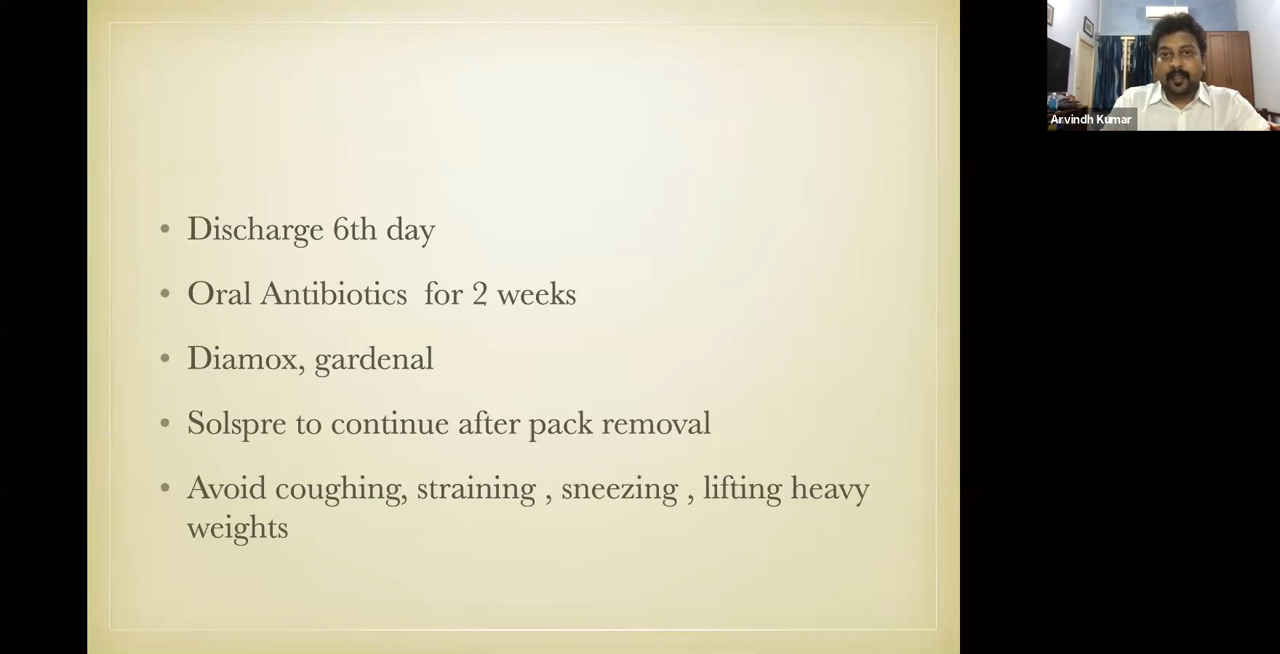 Arvindh Kumar
• Discharge 6th day
• Oral Antibiotics for 2 weeks
• Diamox, gardenal
• Solspre to continue after pack removal
• Avoid coughing, straining , sneezing , lifting heavy
weights